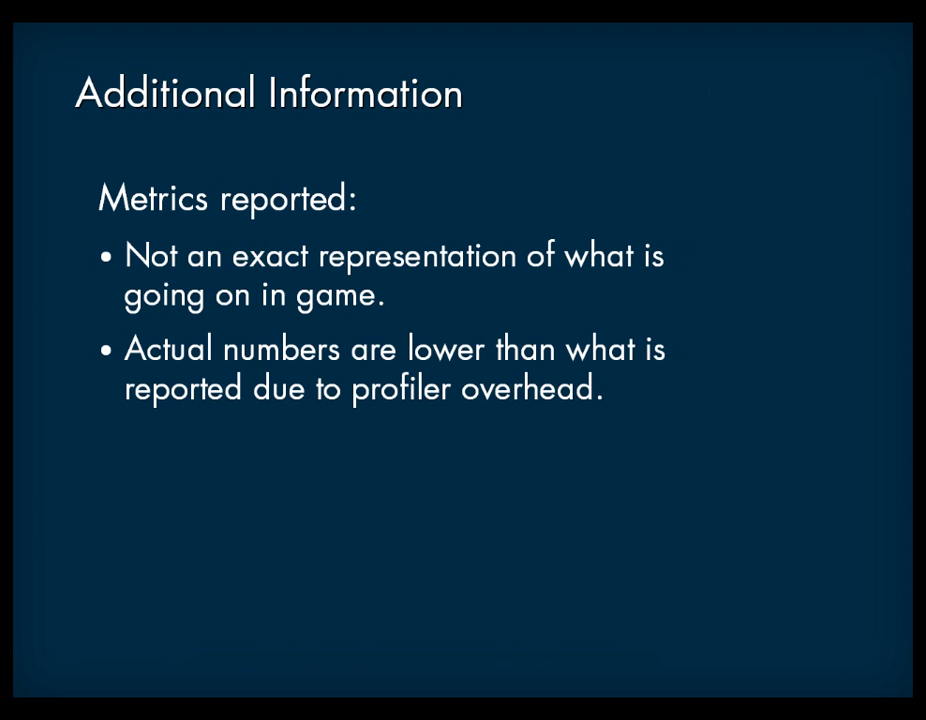 Additional Information
Metrics reported:
• Not an exact representation of what is
going on in game.
• Actual numbers are lower than what is
reported due to profiler overhead.